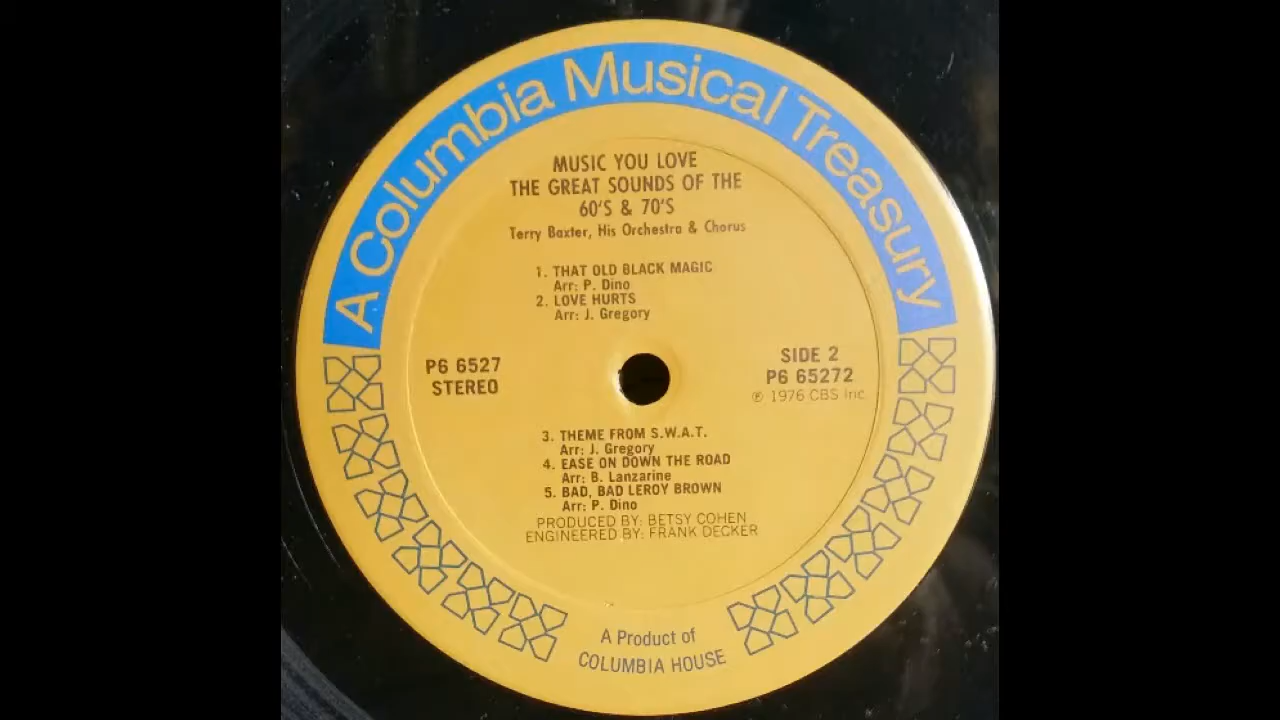 A Columbia Musical Treasury
MUSIC YOU LOVE
THE GREAT SOUNDS OF THE
60'S & 70'S
Terry Baxter, His Orchestra & Chorus
1. THAT OLD BLACK MAGIC
Arr: P. Dino
2. LOVE HURTS
Arr: J. Gregory
P6 6527
STEREO
SIDE 2
P6 65272
℗ 1976 CBS Inc
3. THEME FROM S.W.A.T.
Arr: J. Gregory
4. EASE ON DOWN THE ROAD
Arr: B. Lanzarine
5. BAD, BAD LEROY BROWN
Arr: P. Dino
PRODUCED BY: BETSY COHEN
ENGINEERED BY: FRANK DECKER
A Product of
COLUMBIA HOUSE